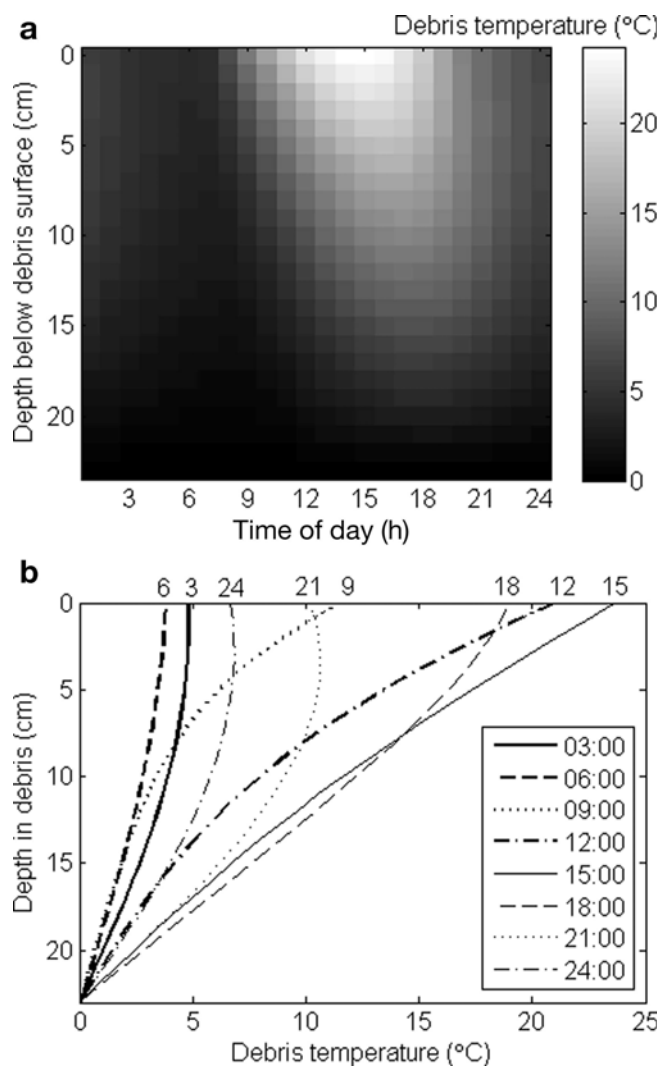 a
Debris temperature (°C)
Depth below debris surface (cm)
0
5
10
15
20
3 6 9 12 15 18 21 24
Time of day (h)
20
15
10
5
0
b
6 3 24 21 9 18 12 15
Depth in debris (cm)
0
5
10
15
20
03:00
06:00
09:00
12:00
15:00
18:00
21:00
24:00
0 5 10 15 20 25
Debris temperature (°C)